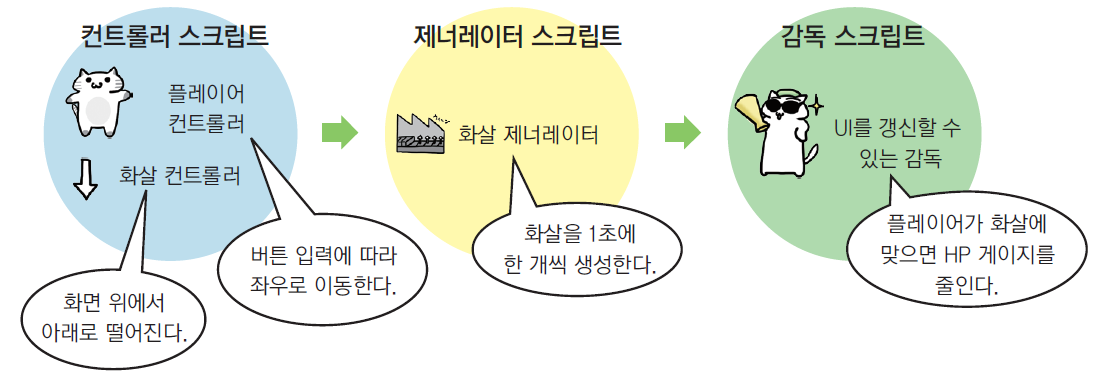 컨트롤러 스크립트
플레이어
컨트롤러
화살 컨트롤러
버튼 입력에 따라
좌우로 이동한다.
화면 위에서
아래로 떨어진다.
제너레이터 스크립트
화살 제너레이터
화살을 1초에
한 개씩 생성한다.
감독 스크립트
UI를 갱신할 수
있는 감독
플레이어가 화살에
맞으면 HP 게이지를
줄인다.